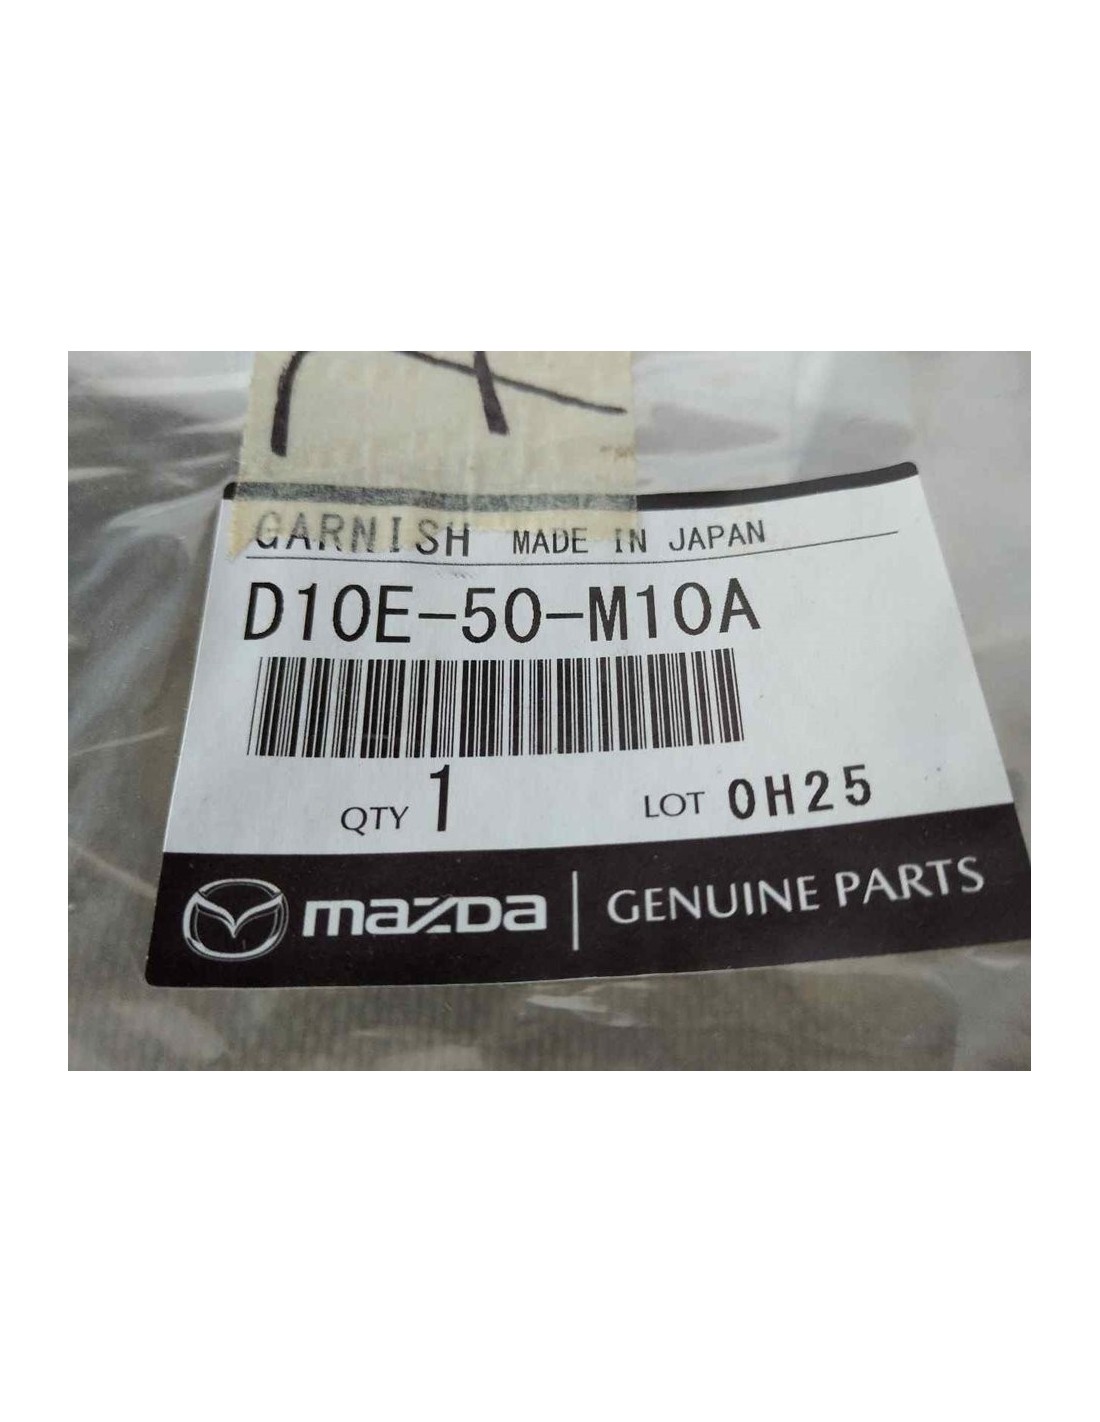 GARNISH MADE IN JAPAN
D10E-50-M10A
QTY 1 LOT 0H25
mazda | GENUINE PARTS